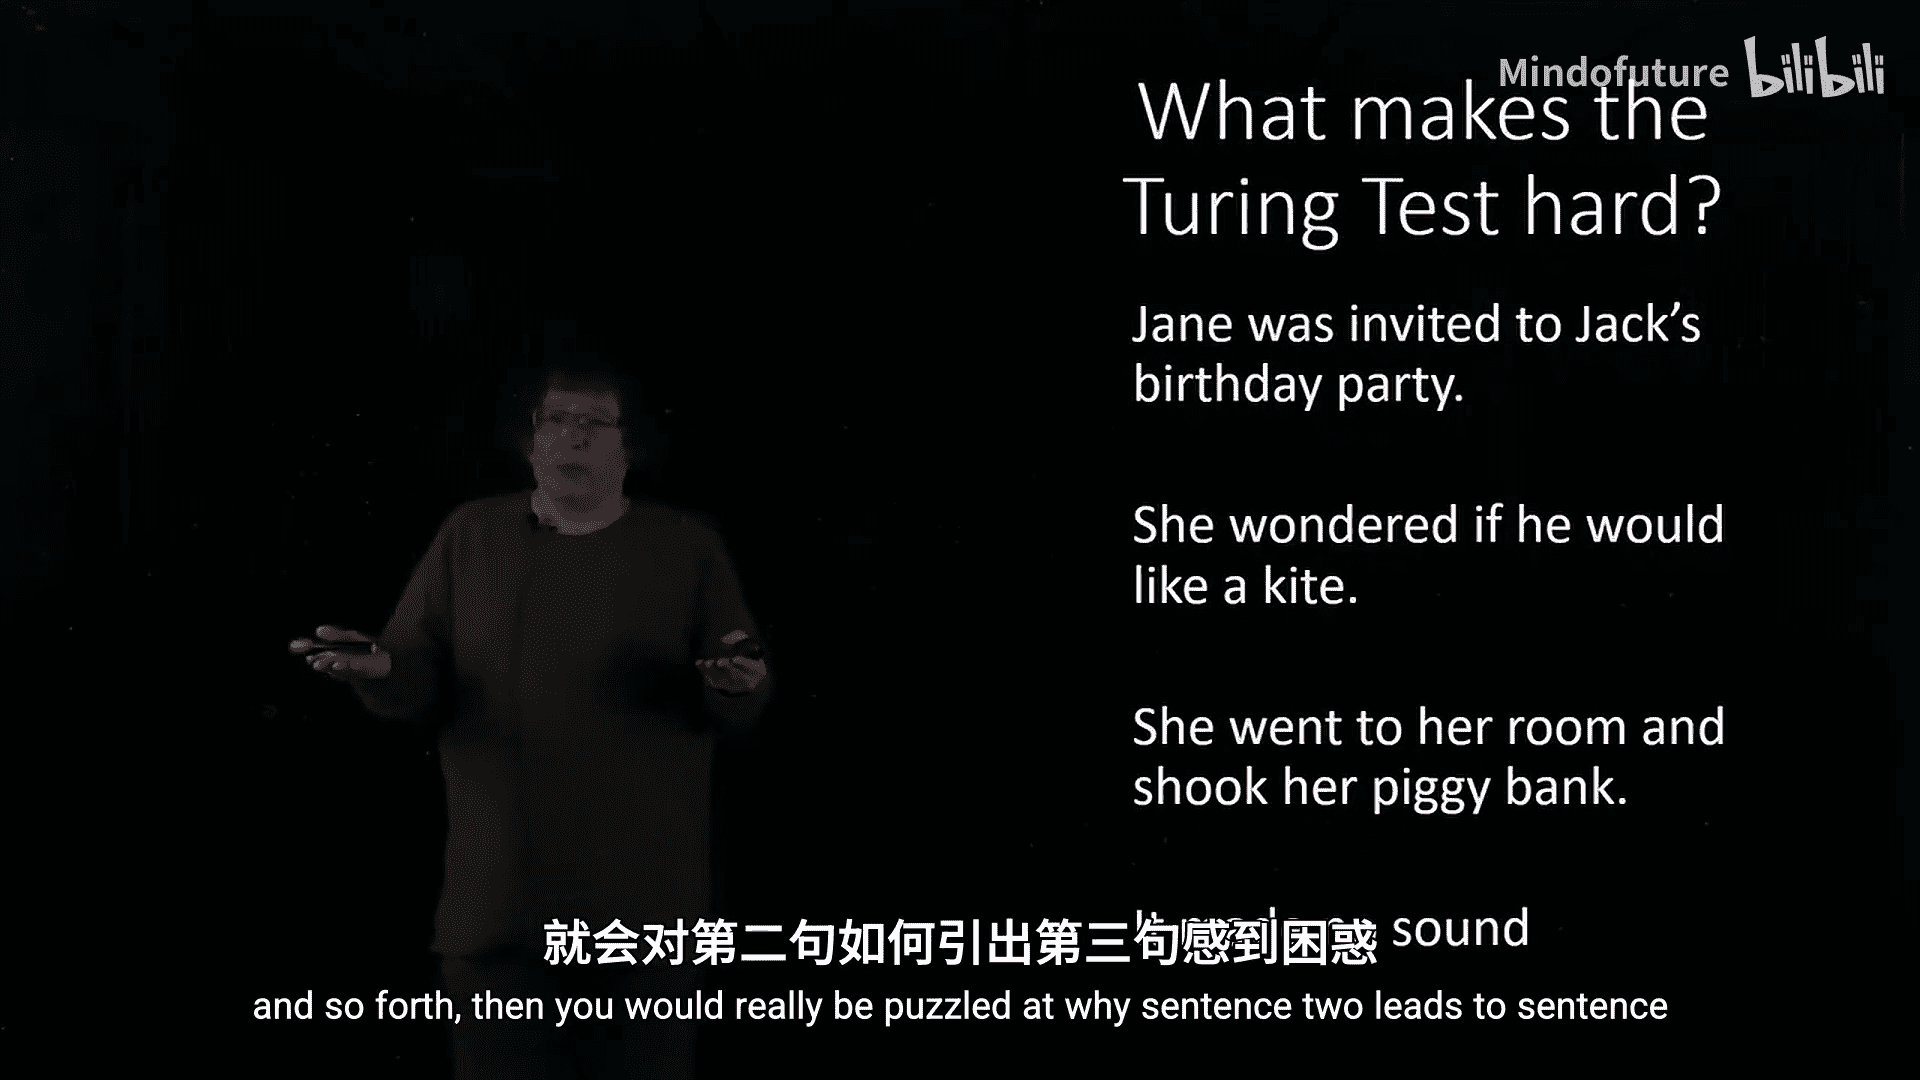 Mindofuture bilibili
What makes the
Turing Test hard?
Jane was invited to Jack’s
birthday party.
She wondered if he would
like a kite.
She went to her room and
shook her piggy bank.
sound
就会对第二句如何引出第三句感到困惑
and so forth, then you would really be puzzled at why sentence two leads to sentence